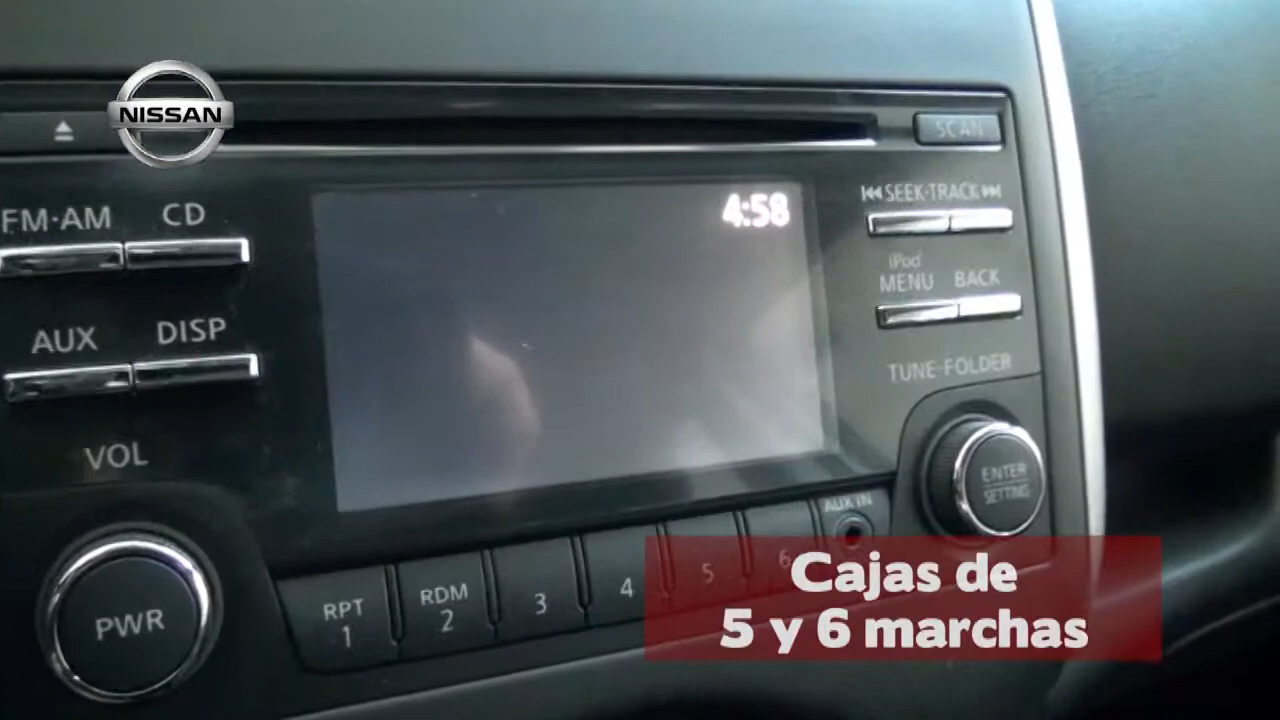 NISSAN
SCAN
4:58
SEEK·TRACK
FM·AM
CD
iPod
MENU
BACK
AUX
DISP
TUNE·FOLDER
VOL
ENTER
SETTING
AUX IN
PWR
RPT
1
RDM
2
3
4
5
6
Cajas de
5 y 6 marchas